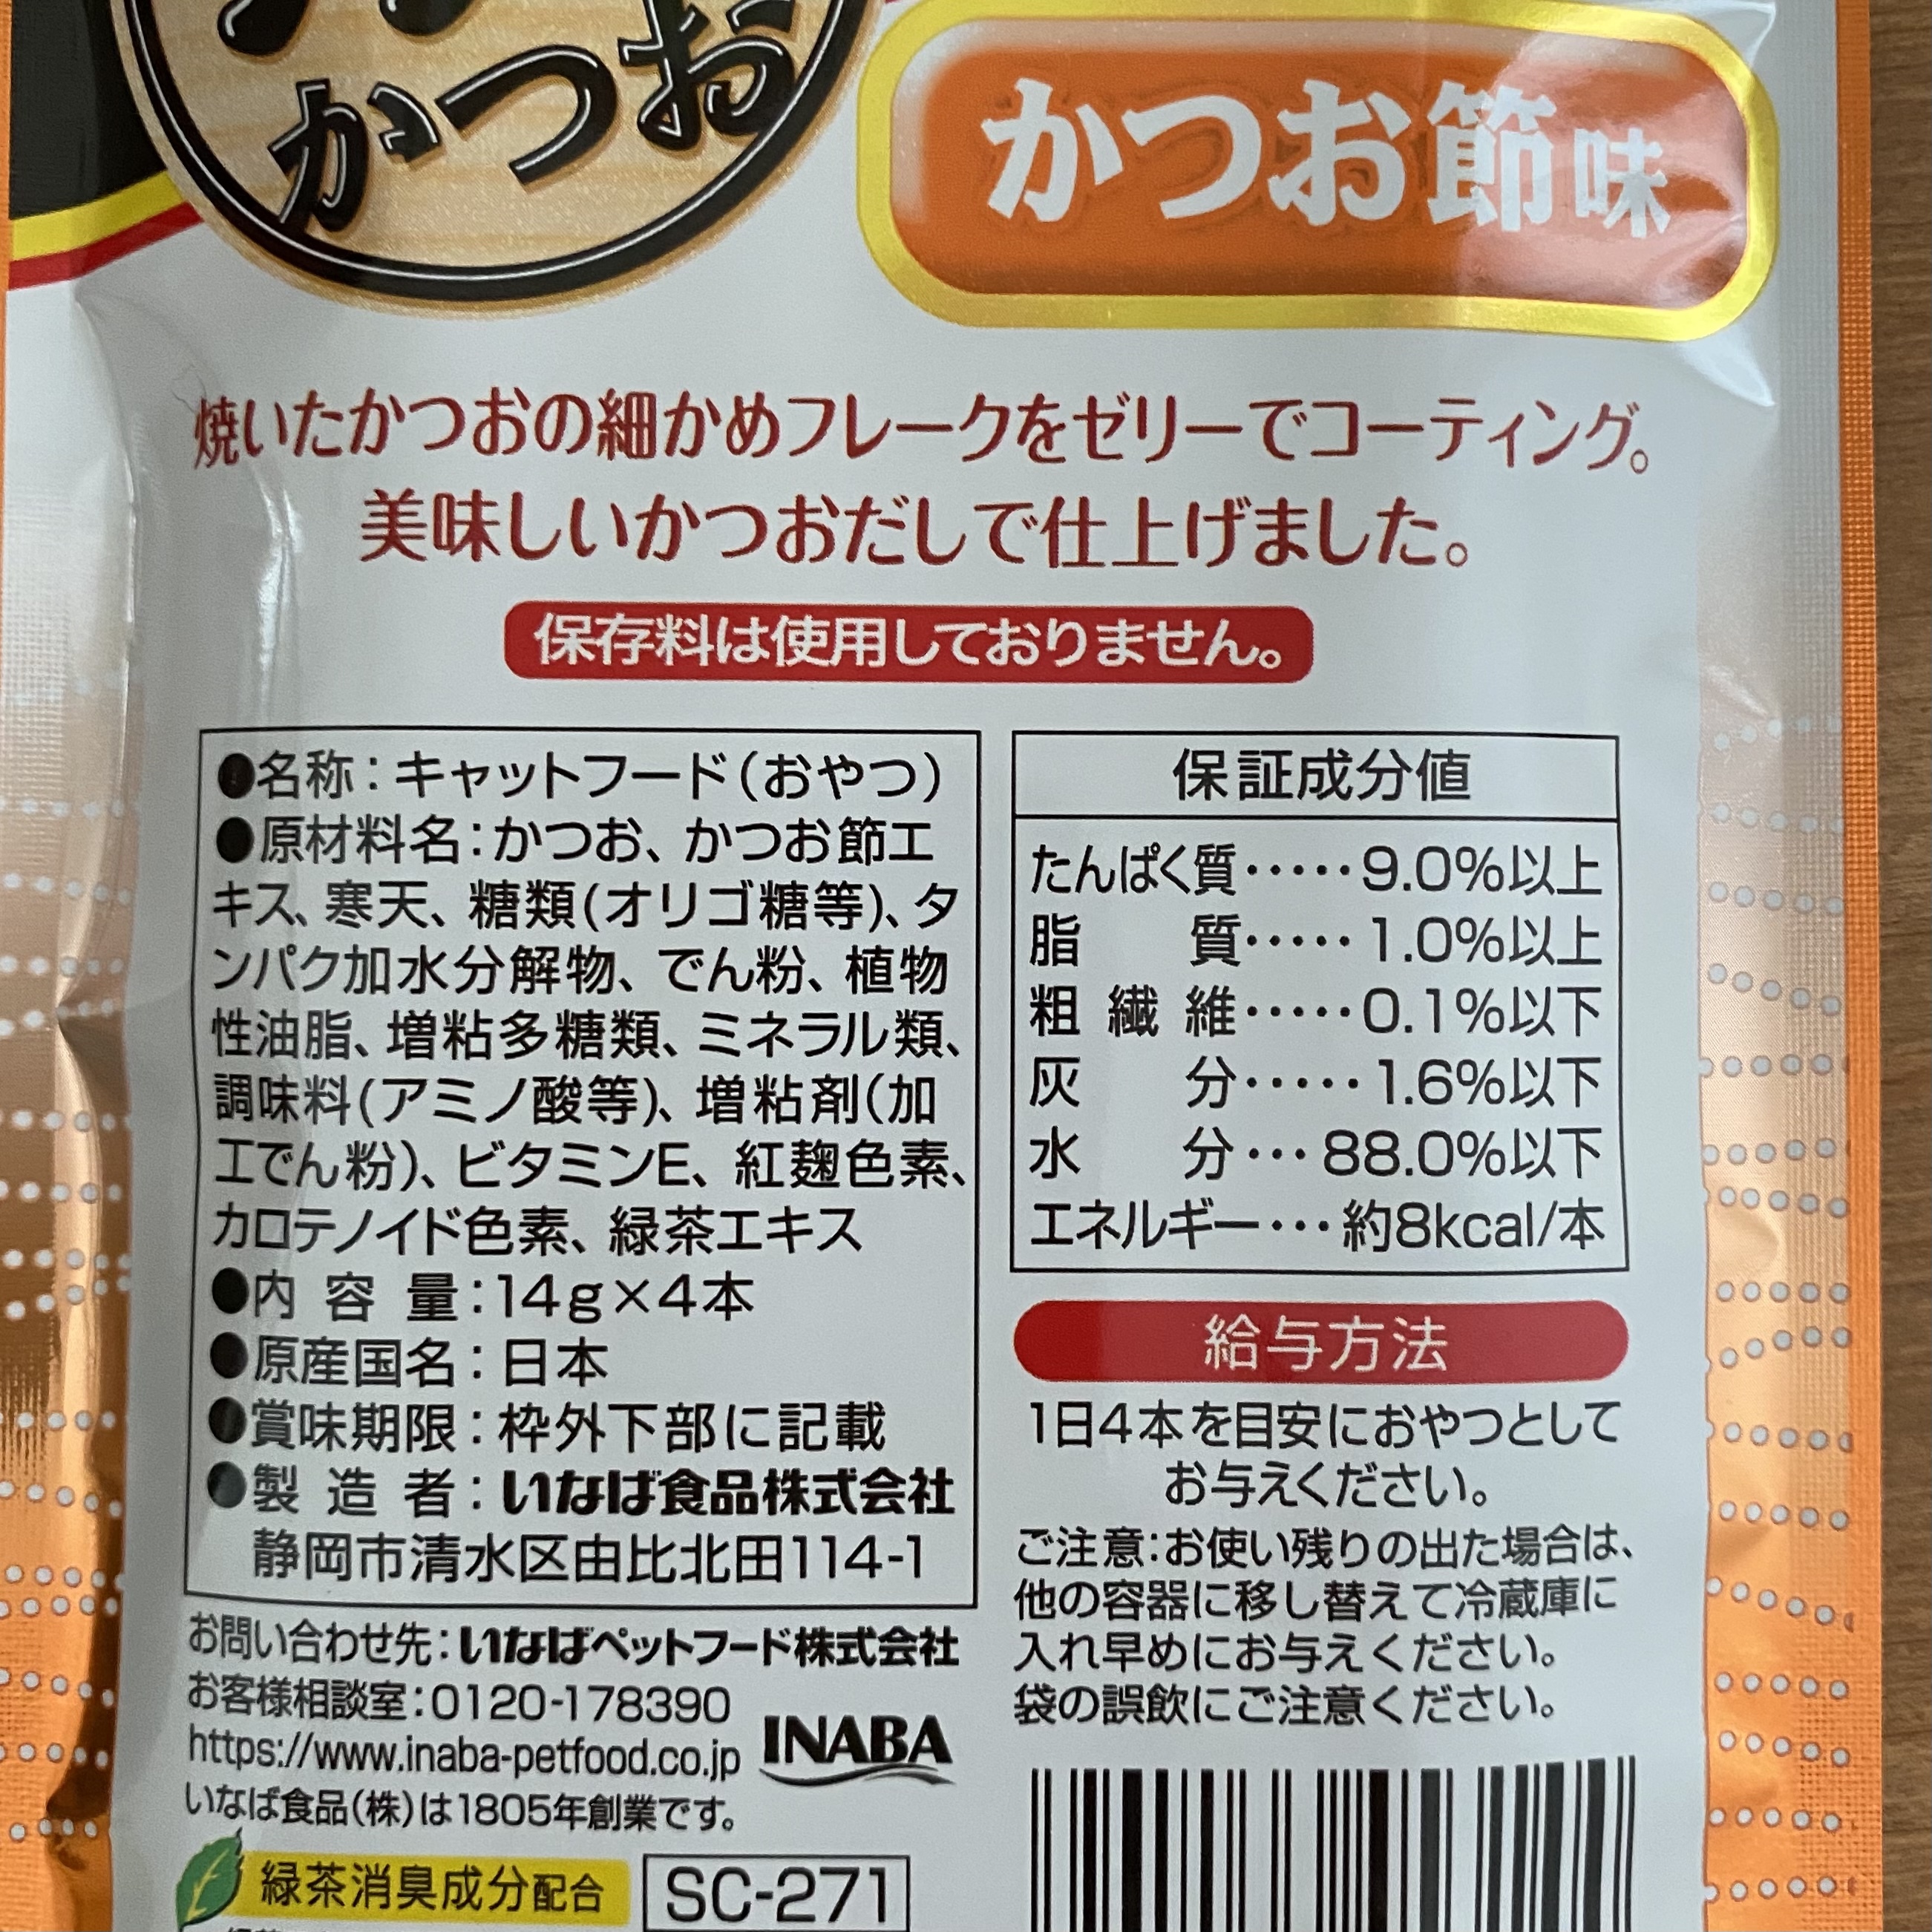 かつお
かつお節味
焼いたかつおの細かめフレークをゼリーでコーティング。
美味しいかつおだしで仕上げました。
保存料は使用しておりません。
●名称：キャットフード（おやつ）
●原材料名：かつお、かつお節エ
キス、寒天、糖類(オリゴ糖等)、タ
ンパク加水分解物、でん粉、植物
性油脂、増粘多糖類、ミネラル類、
調味料(アミノ酸等)、増粘剤（加
工でん粉）、ビタミンE、紅麹色素、
カロテノイド色素、緑茶エキス
●内容量：14g×4本
●原産国名：日本
●賞味期限：枠外下部に記載
●製造者：いなば食品株式会社
静岡市清水区由比北田114-1
お問い合わせ先：いなばペットフード株式会社
お客様相談室：0120-178390
https://www.inaba-petfood.co.jp
INABA
いなば食品（株）は1805年創業です。
緑茶消臭成分配合
SC-271
保証成分値
たんぱく質・・・・・9.0%以上
脂質・・・・・1.0%以上
粗繊維・・・・・0.1%以下
灰分・・・・・1.6%以下
水分・・・88.0%以下
エネルギー・・・約8kcal/本
給与方法
1日4本を目安におやつとして
お与えください。
ご注意：お使い残りの出た場合は、
他の容器に移し替えて冷蔵庫に
入れ早めにお与えください。
袋の誤飲にご注意ください。